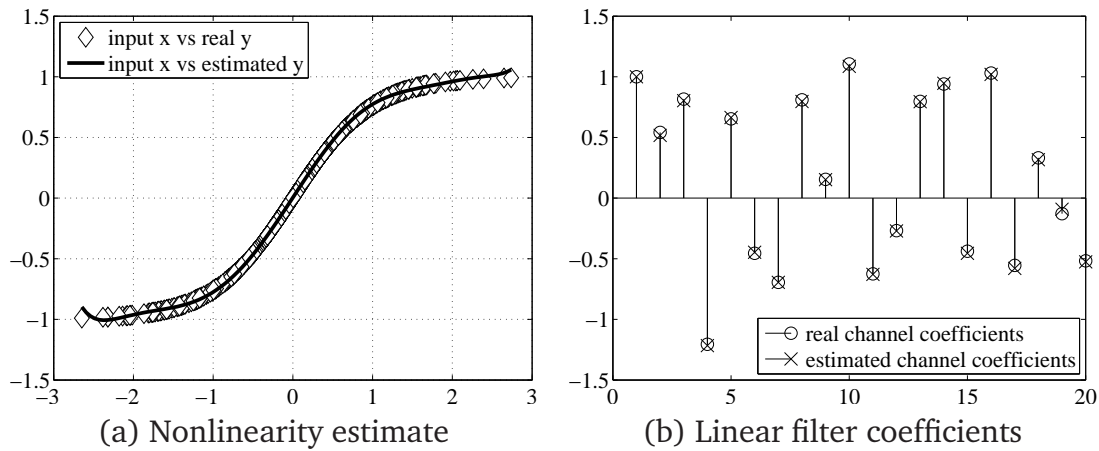 1.5
1
0.5
0
−0.5
−1
−1.5
−3 −2 −1 0 1 2 3
input x vs real y
input x vs estimated y
(a) Nonlinearity estimate
1.5
1
0.5
0
−0.5
−1
−1.5
0 5 10 15 20
real channel coefficients
estimated channel coefficients
(b) Linear filter coefficients